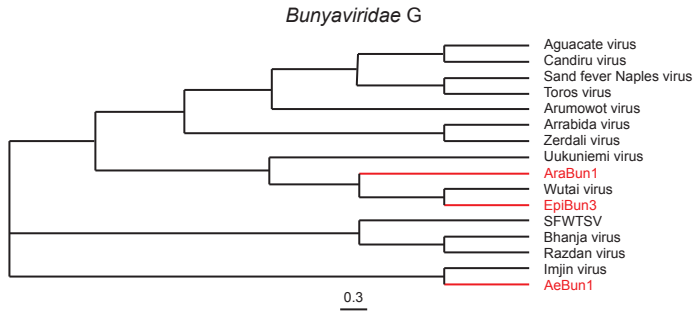 Bunyaviridae G
Aguacate virus
Candiru virus
Sand fever Naples virus
Toros virus
Arumowot virus
Arrabida virus
Zerdali virus
Uukuniemi virus
AraBun1
Wutai virus
EpiBun3
SFWTSV
Bhanja virus
Razdan virus
Imjin virus
AeBun1
0.3